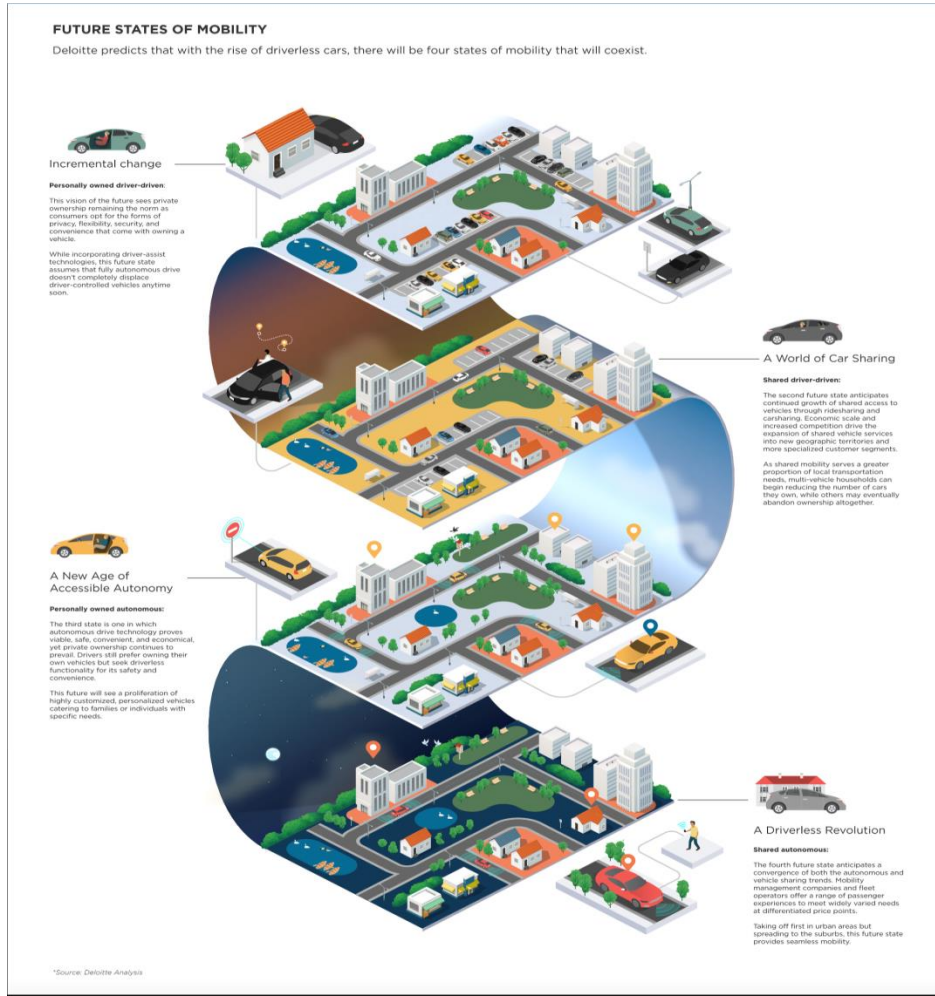 FUTURE STATES OF MOBILITY
Deloitte predicts that with the rise of driverless cars, there will be four states of mobility that will coexist.
Incremental change
Personally owned driver-driven:
This vision of the future sees private
ownership remaining the norm as
consumers opt for the forms of
privacy, flexibility, security, and
convenience that come with owning a
vehicle.
While incorporating driver-assist
technologies, this future state
assumes that fully autonomous drive
doesn't completely displace
driver-controlled vehicles anytime
soon.
A World of Car Sharing
Shared driver-driven:
The second future state anticipates
continued growth of shared access to
vehicles through ridesharing and
carsharing. Economic scale and
increased competition drive the
expansion of shared vehicle services
into new geographic territories and
more specialized customer segments.
As shared mobility serves a greater
proportion of local transportation
needs, multi-vehicle households can
begin reducing the number of cars
they own, while others may eventually
abandon ownership altogether.
A New Age of
Accessible Autonomy
Personally owned autonomous:
The third state is one in which
autonomous drive technology proves
viable, safe, convenient, and economical,
yet private ownership continues to
prevail. Drivers still prefer owning their
own vehicles but seek driverless
functionality for its safety and
convenience.
This future will see a proliferation of
highly customized, personalized vehicles
catering to families or individuals with
specific needs.
A Driverless Revolution
Shared autonomous:
The fourth future state anticipates a
convergence of both the autonomous and
vehicle sharing trends. Mobility
management companies and fleet
operators offer a range of passenger
experiences to meet widely varied needs
at differentiated price points.
Taking off first in urban areas but
spreading to the suburbs, this future state
provides seamless mobility.
*Source: Deloitte Analysis